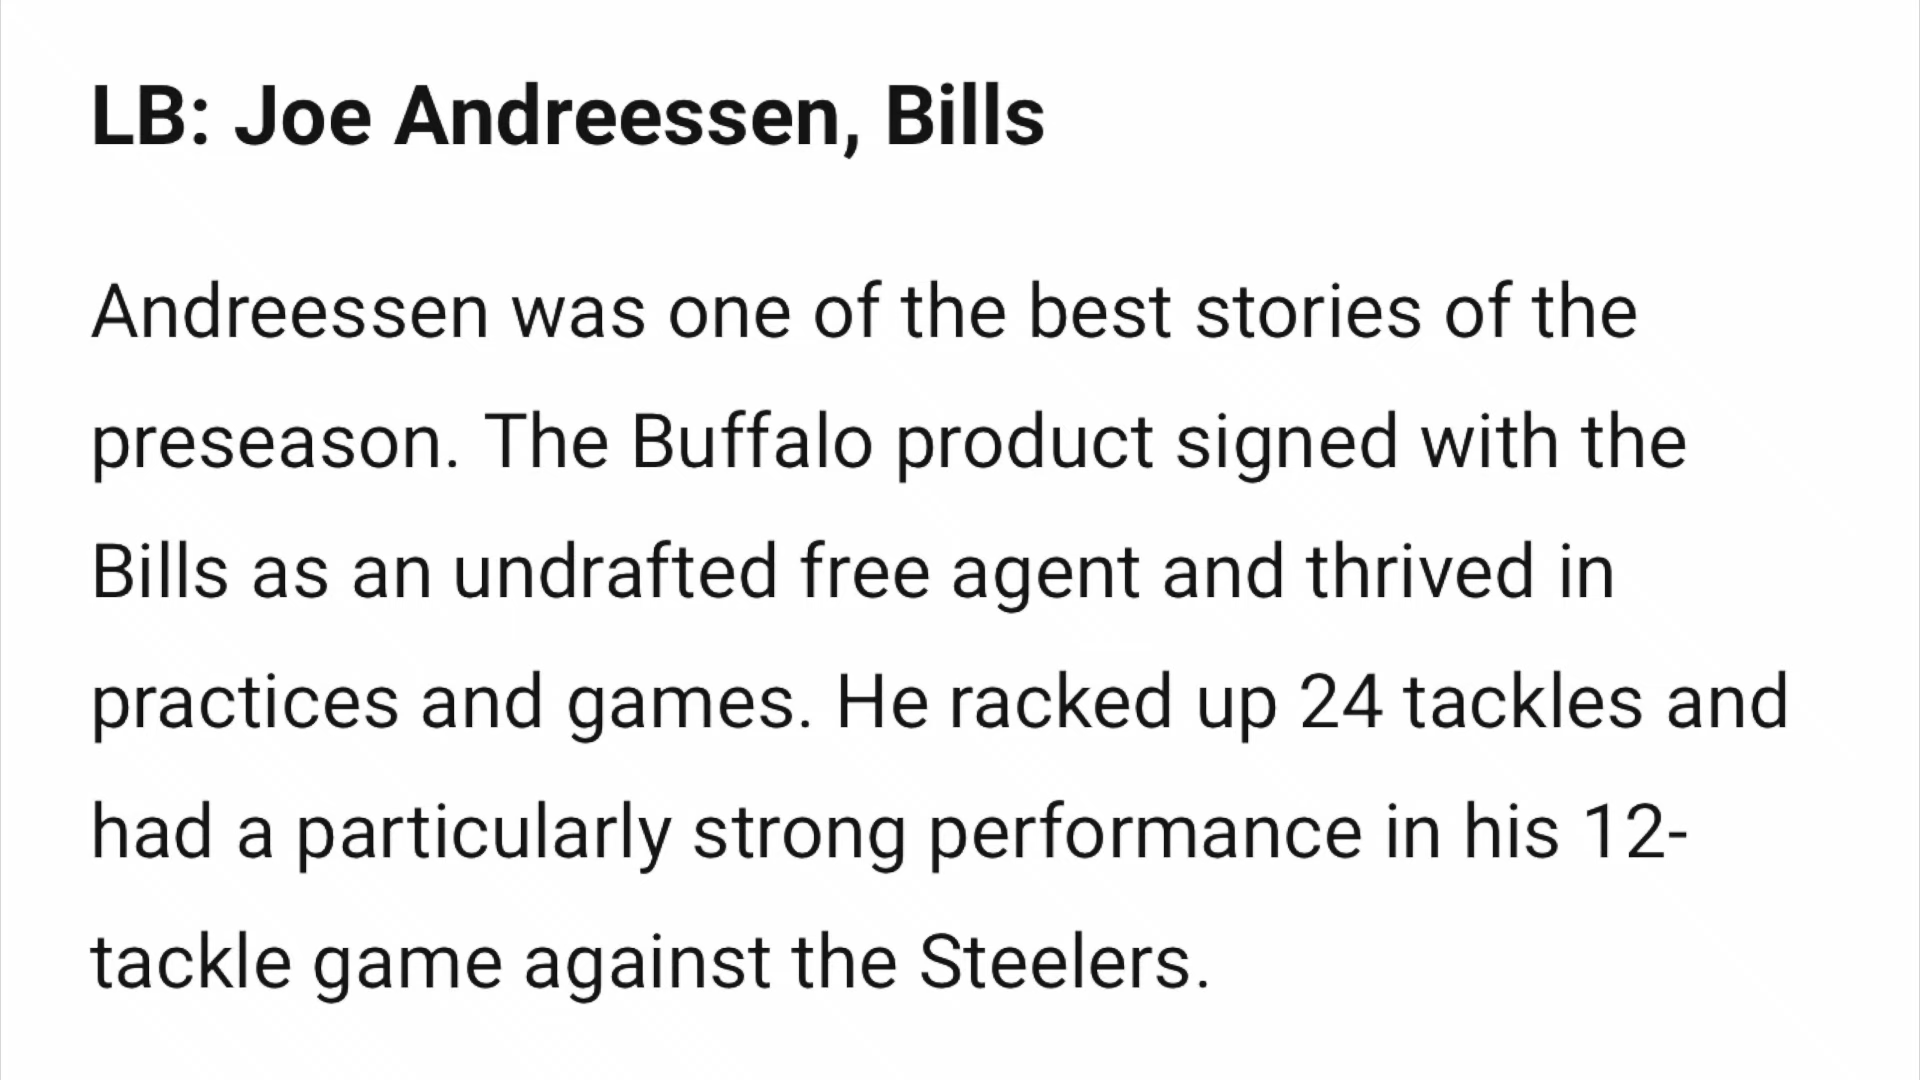 LB: Joe Andreessen, Bills
Andreessen was one of the best stories of the
preseason. The Buffalo product signed with the
Bills as an undrafted free agent and thrived in
practices and games. He racked up 24 tackles and
had a particularly strong performance in his 12-
tackle game against the Steelers.